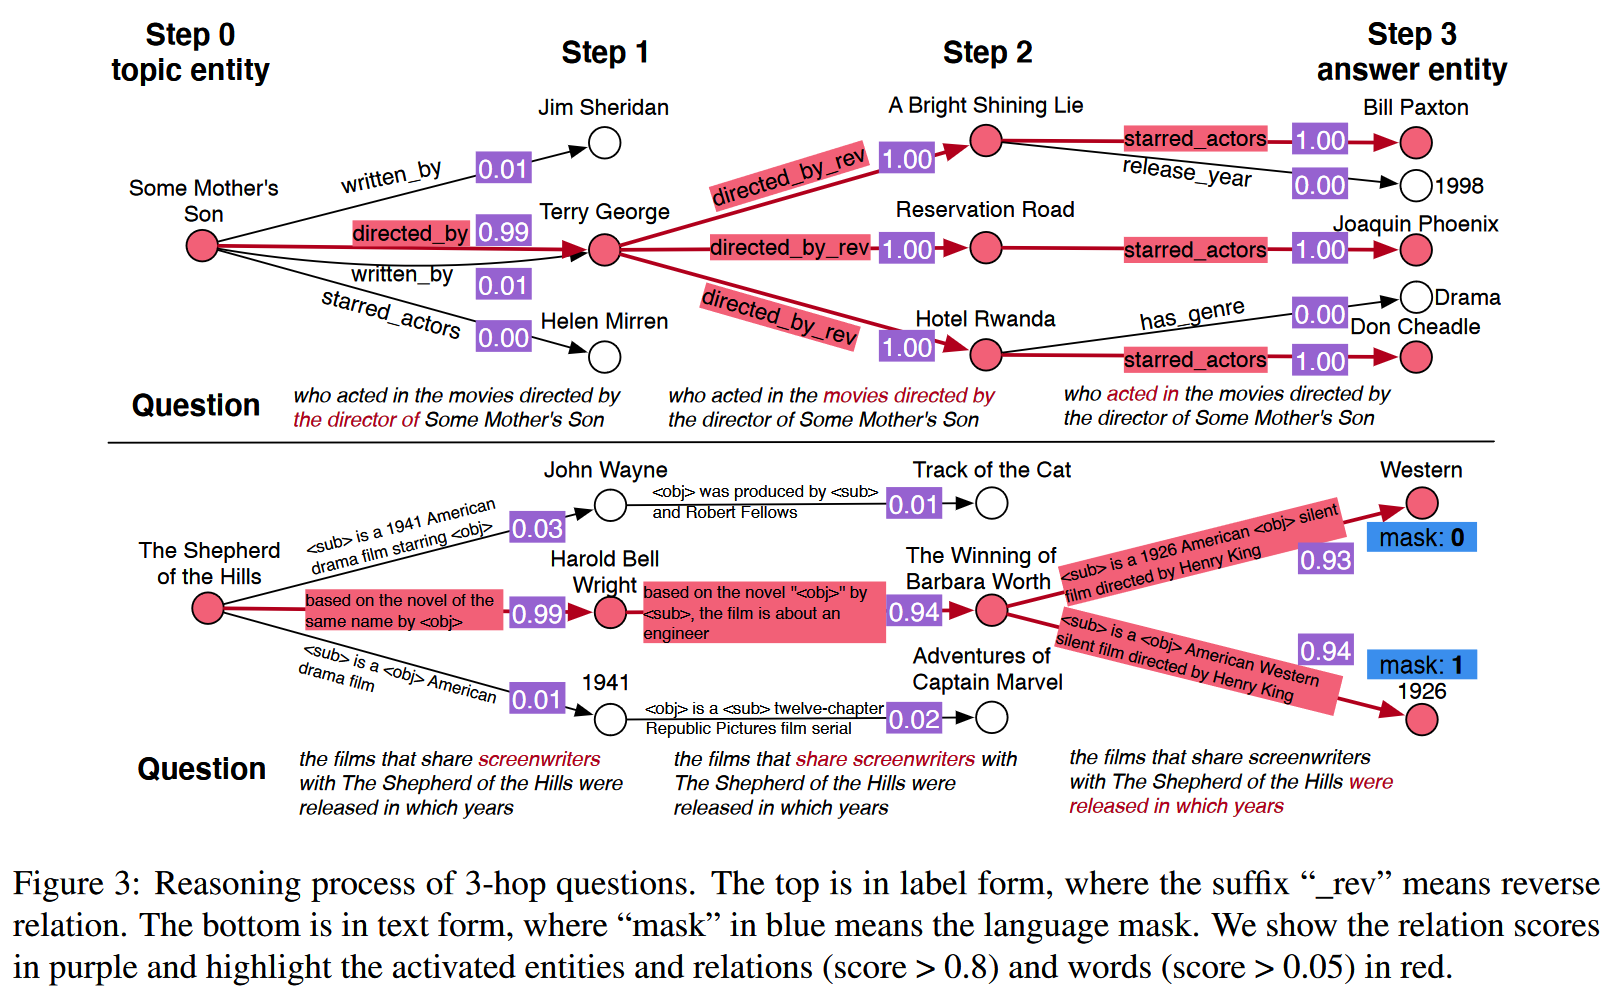 Step 0
topic entity
Step 1
Step 2
Step 3
answer entity
Jim Sheridan
A Bright Shining Lie
Bill Paxton
written_by
0.01
directed_by_rev
1.00
starred_actors
1.00
release_year
0.00
1998
Some Mother's
Son
Terry George
Reservation Road
Joaquin Phoenix
directed_by
0.99
directed_by_rev
1.00
starred_actors
1.00
written_by
0.01
starred_actors
0.00
Helen Mirren
directed_by_rev
1.00
Hotel Rwanda
has_genre
0.00
Drama
Don Cheadle
starred_actors
1.00
Question
who acted in the movies directed by
the director of Some Mother's Son
who acted in the movies directed by
the director of Some Mother's Son
who acted in the movies directed by
the director of Some Mother's Son
John Wayne
Track of the Cat
Western
<sub> is a 1941 American
drama film starring <obj>
0.03
<obj> was produced by <sub>
and Robert Fellows
0.01
<sub> is a 1926 American <obj> silent
film directed by Henry King
0.93
mask: 0
The Shepherd
of the Hills
Harold Bell
Wright
The Winning of
Barbara Worth
based on the novel of the
same name by <obj>
0.99
based on the novel "<obj>" by
<sub>, the film is about an
engineer
0.94
<sub> is a <obj> American Western
silent film directed by Henry King
0.94
mask: 1
1926
<sub> is a <obj> American
drama film
0.01
1941
Adventures of
Captain Marvel
<obj> is a <sub> twelve-chapter
Republic Pictures film serial
0.02
Question
the films that share screenwriters
with The Shepherd of the Hills were
released in which years
the films that share screenwriters with
The Shepherd of the Hills were
released in which years
the films that share screenwriters
with The Shepherd of the Hills were
released in which years
Figure 3: Reasoning process of 3-hop questions. The top is in label form, where the suffix “_rev” means reverse
relation. The bottom is in text form, where “mask” in blue means the language mask. We show the relation scores
in purple and highlight the activated entities and relations (score > 0.8) and words (score > 0.05) in red.